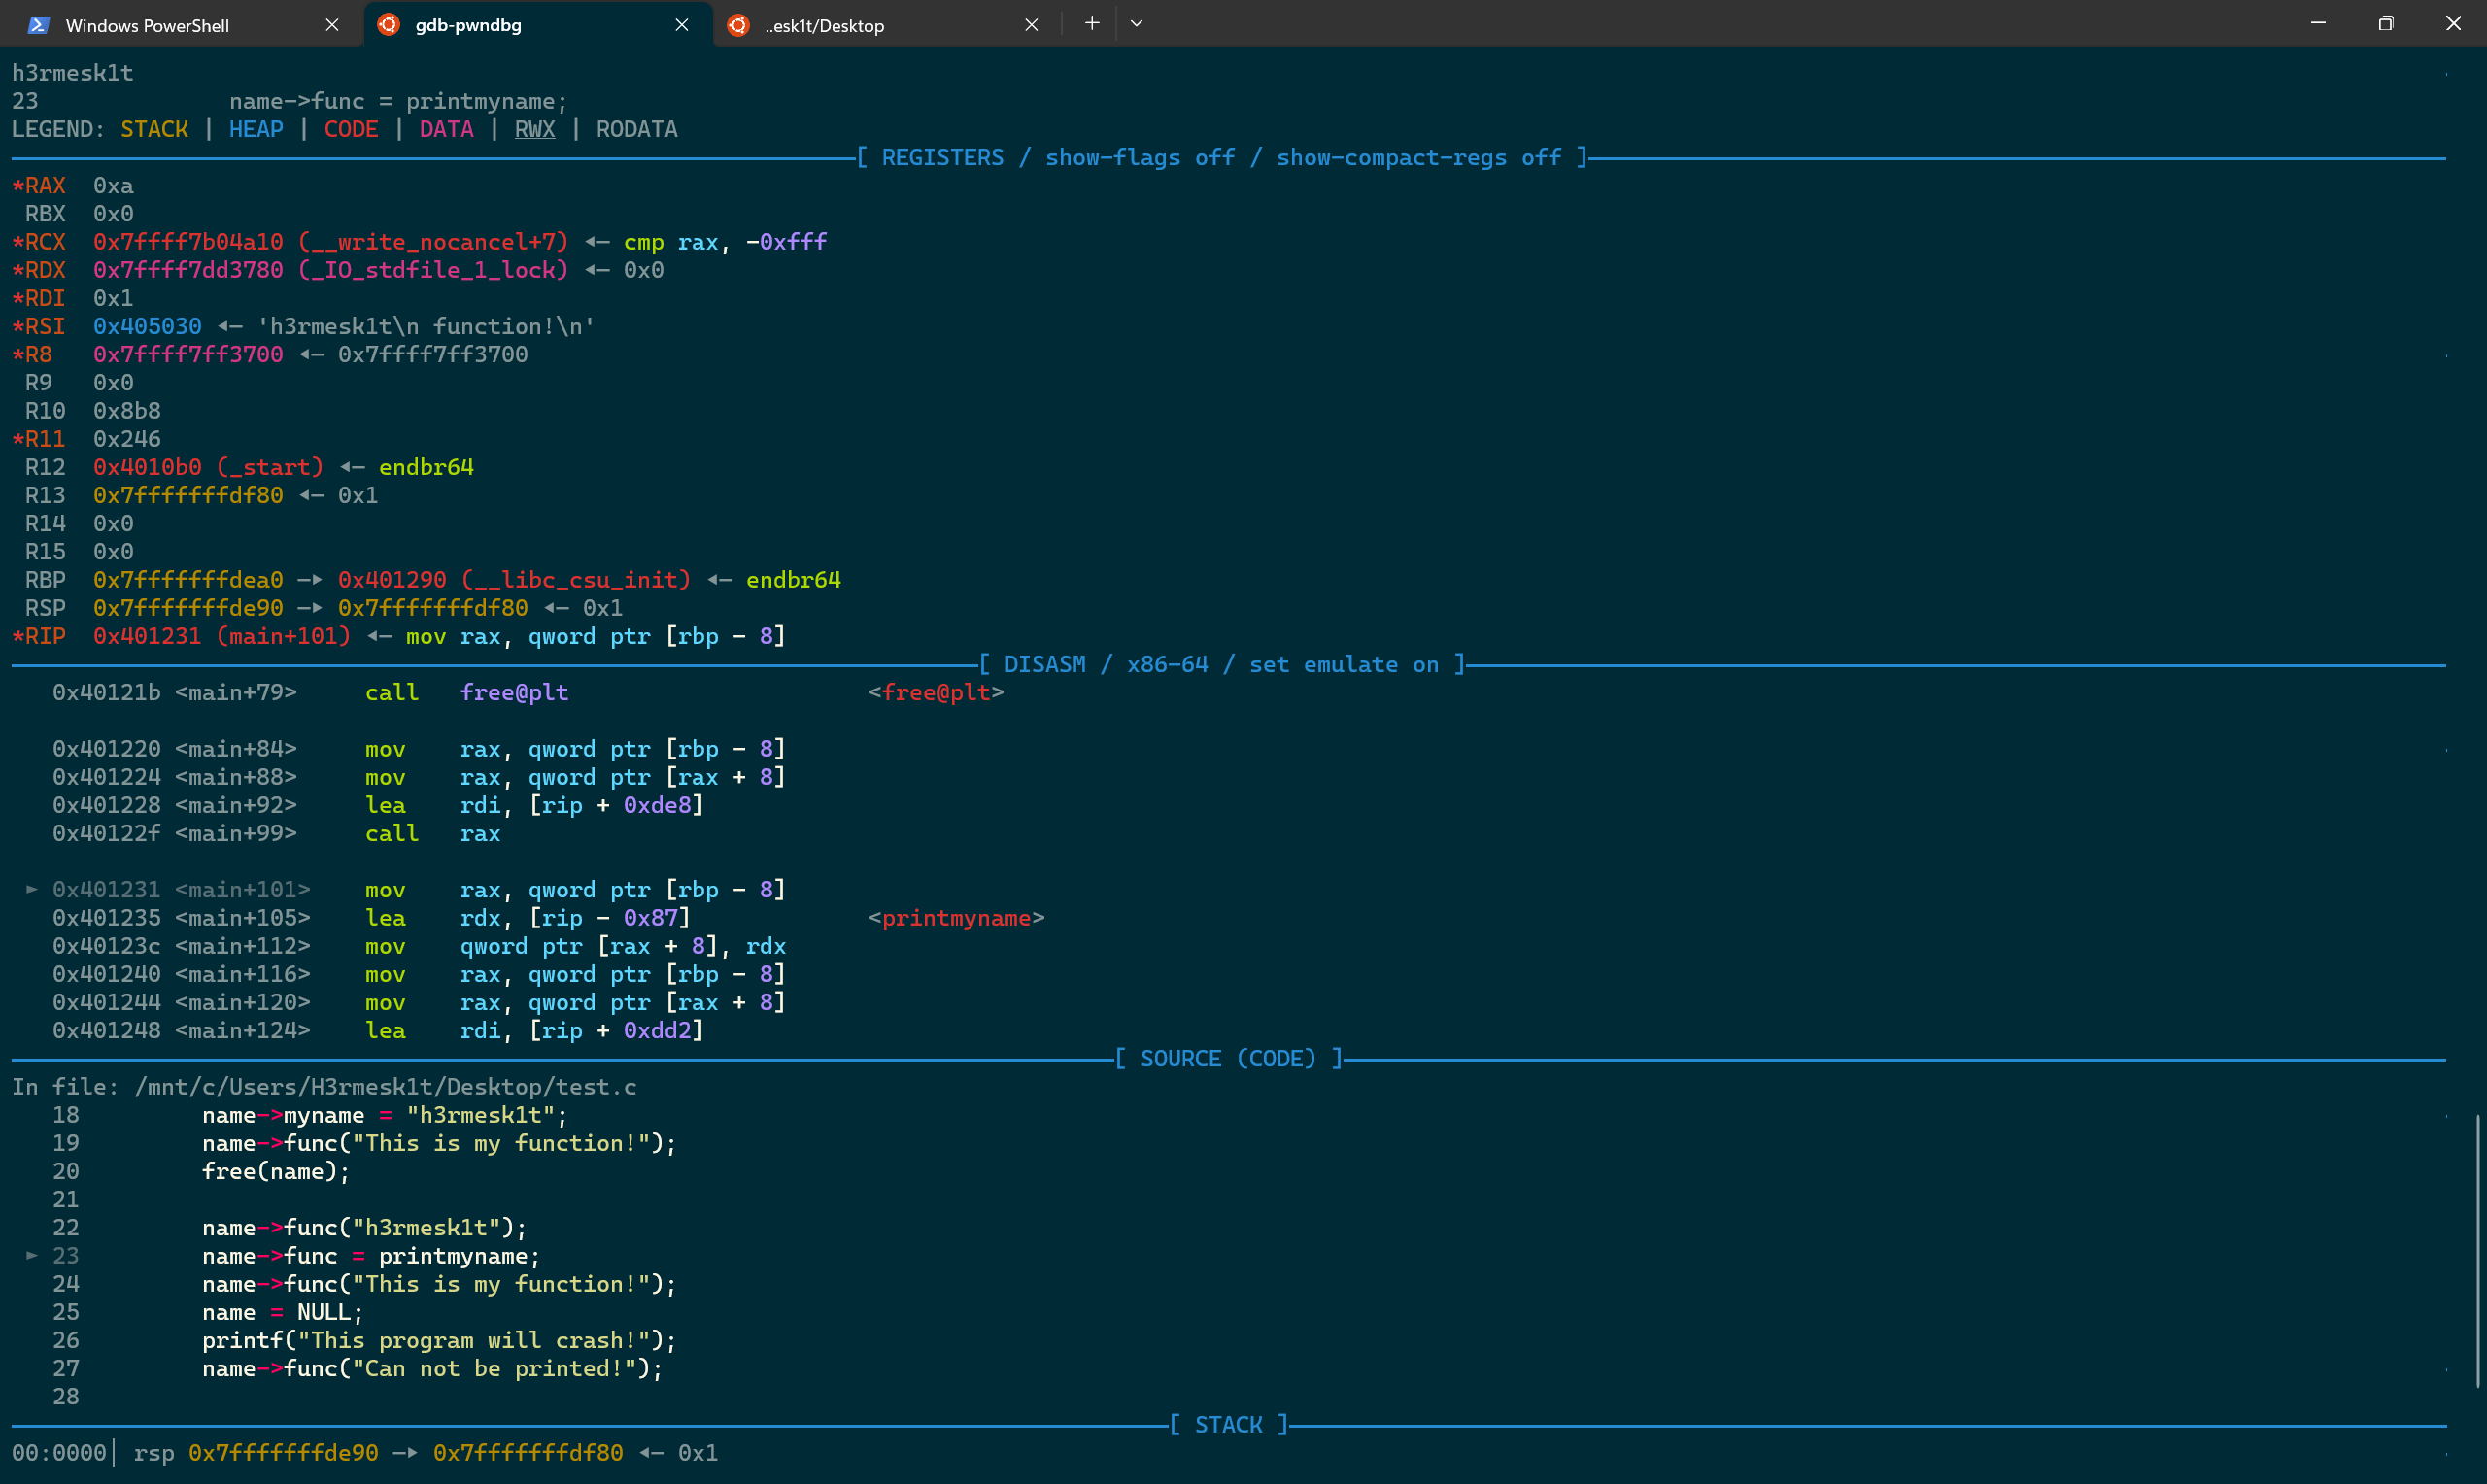 Windows PowerShell
gdb-pwndbg
..esk1t/Desktop
h3rmesk1t
23              name->func = printmyname;
LEGEND: STACK | HEAP | CODE | DATA | RWX | RODATA
[ REGISTERS / show-flags off / show-compact-regs off ]
*RAX  0xa
 RBX  0x0
*RCX  0x7ffff7b04a10 (__write_nocancel+7) ◂— cmp rax, -0xfff
*RDX  0x7ffff7dd3780 (_IO_stdfile_1_lock) ◂— 0x0
*RDI  0x1
*RSI  0x405030 ◂— 'h3rmesk1t\n function!\n'
*R8   0x7ffff7ff3700 ◂— 0x7ffff7ff3700
 R9   0x0
 R10  0x8b8
*R11  0x246
 R12  0x4010b0 (_start) ◂— endbr64
 R13  0x7fffffffdf80 ◂— 0x1
 R14  0x0
 R15  0x0
 RBP  0x7fffffffdea0 —▸ 0x401290 (__libc_csu_init) ◂— endbr64
 RSP  0x7fffffffde90 —▸ 0x7fffffffdf80 ◂— 0x1
*RIP  0x401231 (main+101) ◂— mov rax, qword ptr [rbp - 8]
[ DISASM / x86-64 / set emulate on ]
   0x40121b <main+79>     call   free@plt                      <free@plt>
   0x401220 <main+84>     mov    rax, qword ptr [rbp - 8]
   0x401224 <main+88>     mov    rax, qword ptr [rax + 8]
   0x401228 <main+92>     lea    rdi, [rip + 0xde8]
   0x40122f <main+99>     call   rax
 ► 0x401231 <main+101>    mov    rax, qword ptr [rbp - 8]
   0x401235 <main+105>    lea    rdx, [rip - 0x87]             <printmyname>
   0x40123c <main+112>    mov    qword ptr [rax + 8], rdx
   0x401240 <main+116>    mov    rax, qword ptr [rbp - 8]
   0x401244 <main+120>    mov    rax, qword ptr [rax + 8]
   0x401248 <main+124>    lea    rdi, [rip + 0xdd2]
[ SOURCE (CODE) ]
In file: /mnt/c/Users/H3rmesk1t/Desktop/test.c
   18         name->myname = "h3rmesk1t";
   19         name->func("This is my function!");
   20         free(name);
   21
   22         name->func("h3rmesk1t");
 ► 23         name->func = printmyname;
   24         name->func("This is my function!");
   25         name = NULL;
   26         printf("This program will crash!");
   27         name->func("Can not be printed!");
   28
[ STACK ]
00:0000│ rsp 0x7fffffffde90 —▸ 0x7fffffffdf80 ◂— 0x1